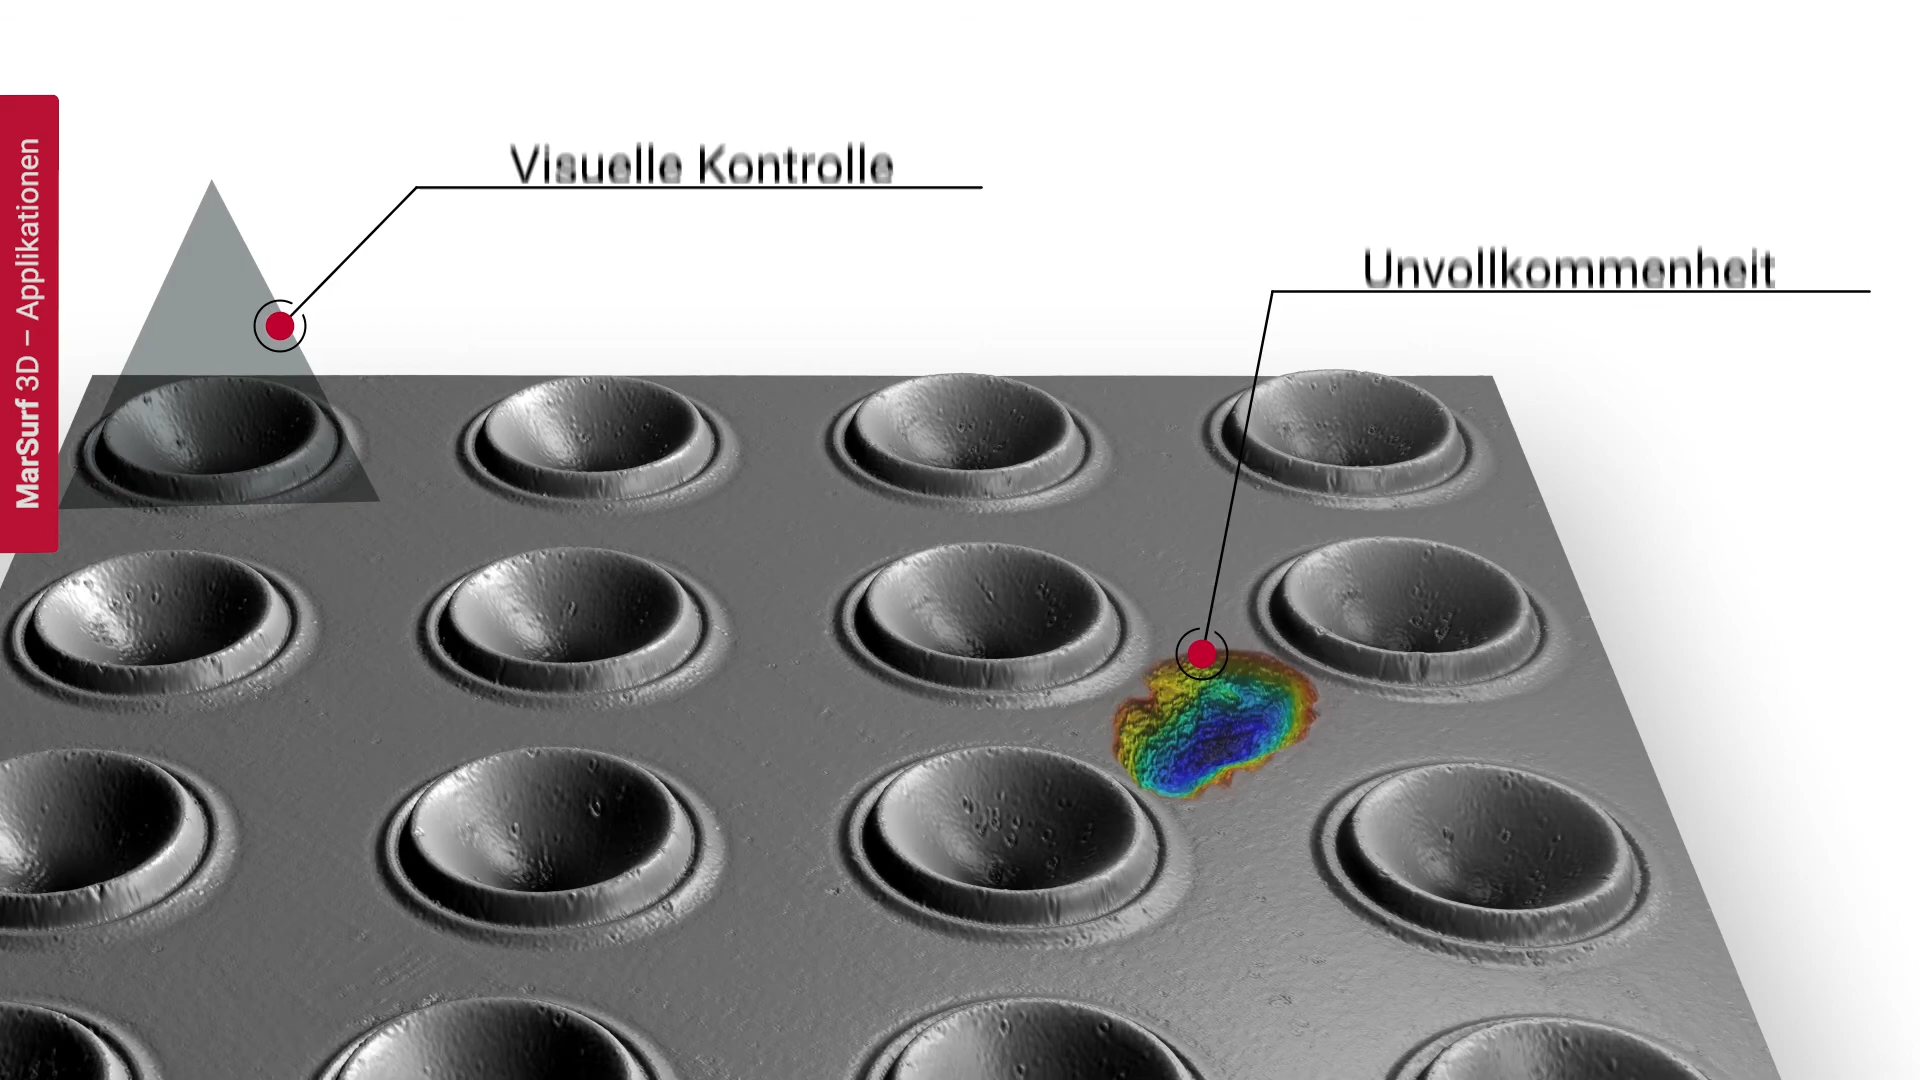 MarSurf 3D – Applikationen
Visuelle Kontrolle
Unvollkommenheit